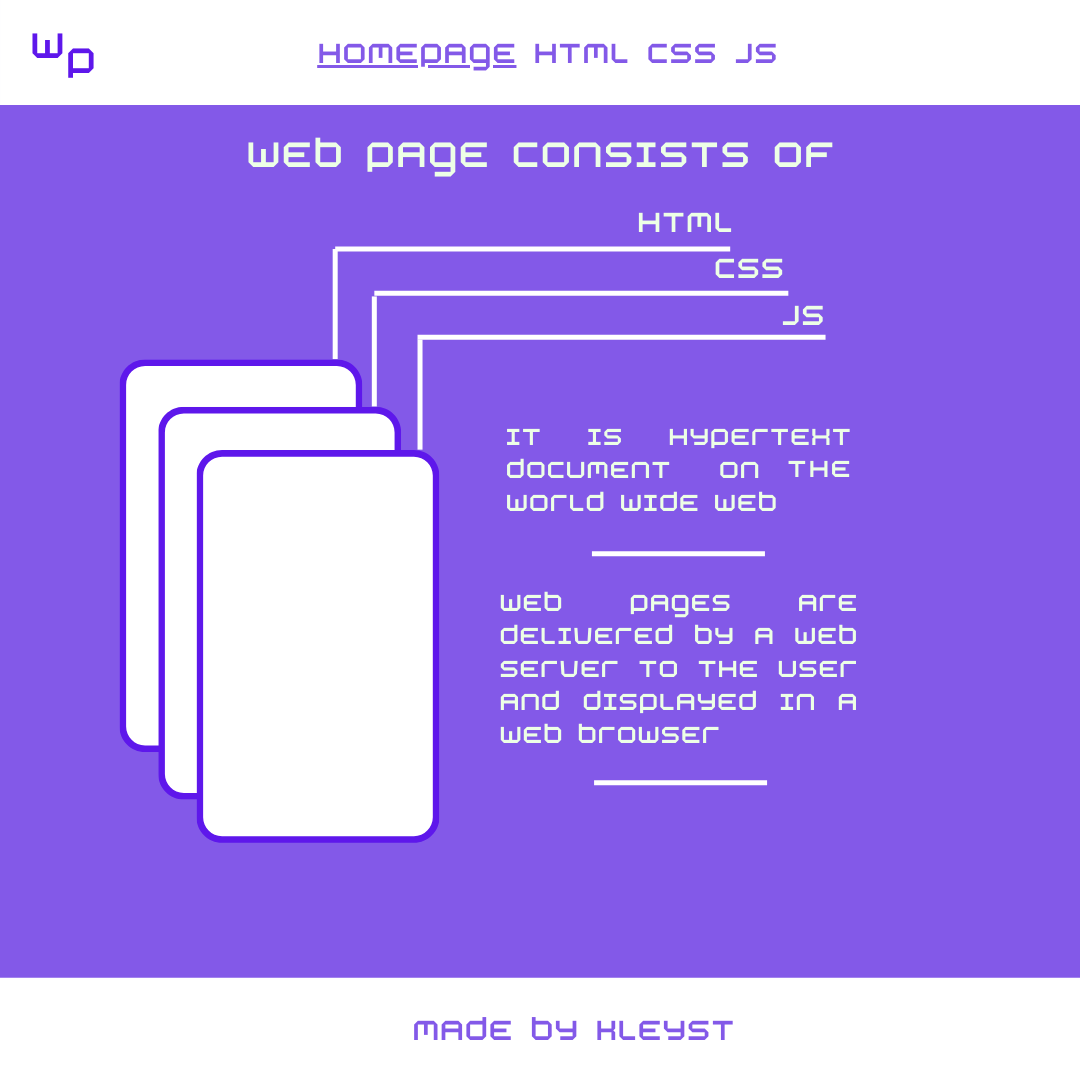 Wp
HOMEPAGE HTML CSS JS
WEB PAGE CONSISTS OF
HTML
CSS
JS
IT IS HYPERTEXT
DOCUMENT ON THE
WORLD WIDE WEB
WEB PAGES ARE
DELIVERED BY A WEB
SERVER TO THE USER
AND DISPLAYED IN A
WEB BROWSER
MADE BY KLEYST